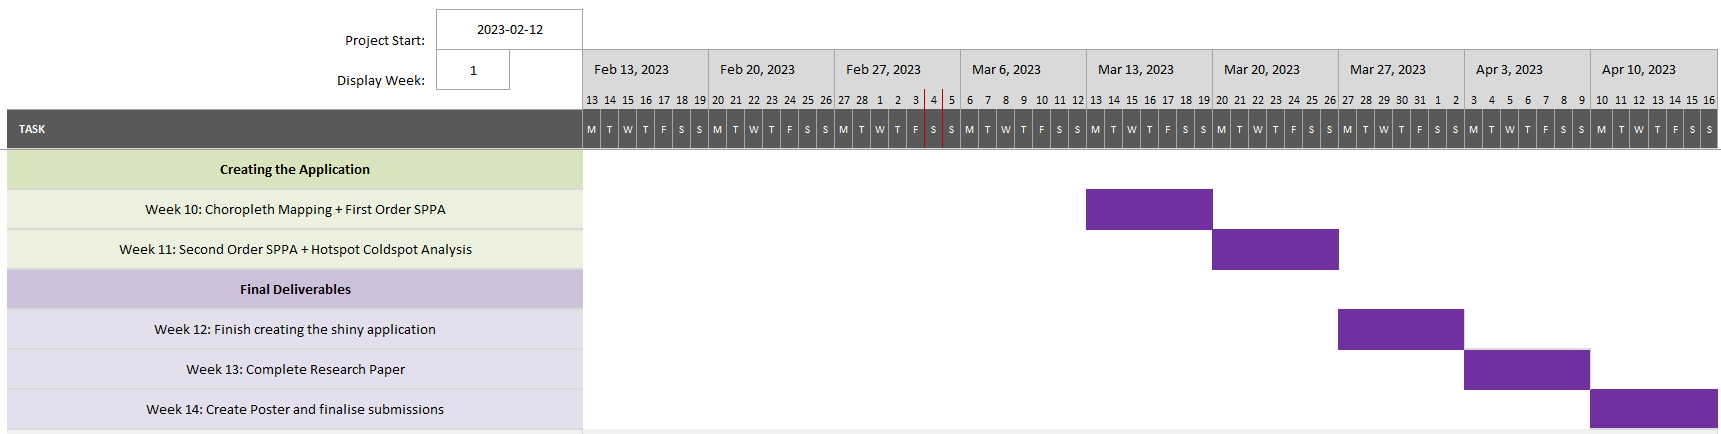 Project Start: 2023-02-12
Display Week: 1
Feb 13, 2023 Feb 20, 2023 Feb 27, 2023 Mar 6, 2023 Mar 13, 2023 Mar 20, 2023 Mar 27, 2023 Apr 3, 2023 Apr 10, 2023
13 14 15 16 17 18 19 20 21 22 23 24 25 26 27 28 1 2 3 4 5 6 7 8 9 10 11 12 13 14 15 16 17 18 19 20 21 22 23 24 25 26 27 28 29 30 31 1 2 3 4 5 6 7 8 9 10 11 12 13 14 15 16
TASK M T W T F S S M T W T F S S M T W T F S S M T W T F S S M T W T F S S M T W T F S S M T W T F S S M T W T F S S M T W T F S S
Creating the Application
Week 10: Choropleth Mapping + First Order SPPA
Week 11: Second Order SPPA + Hotspot Coldspot Analysis
Final Deliverables
Week 12: Finish creating the shiny application
Week 13: Complete Research Paper
Week 14: Create Poster and finalise submissions